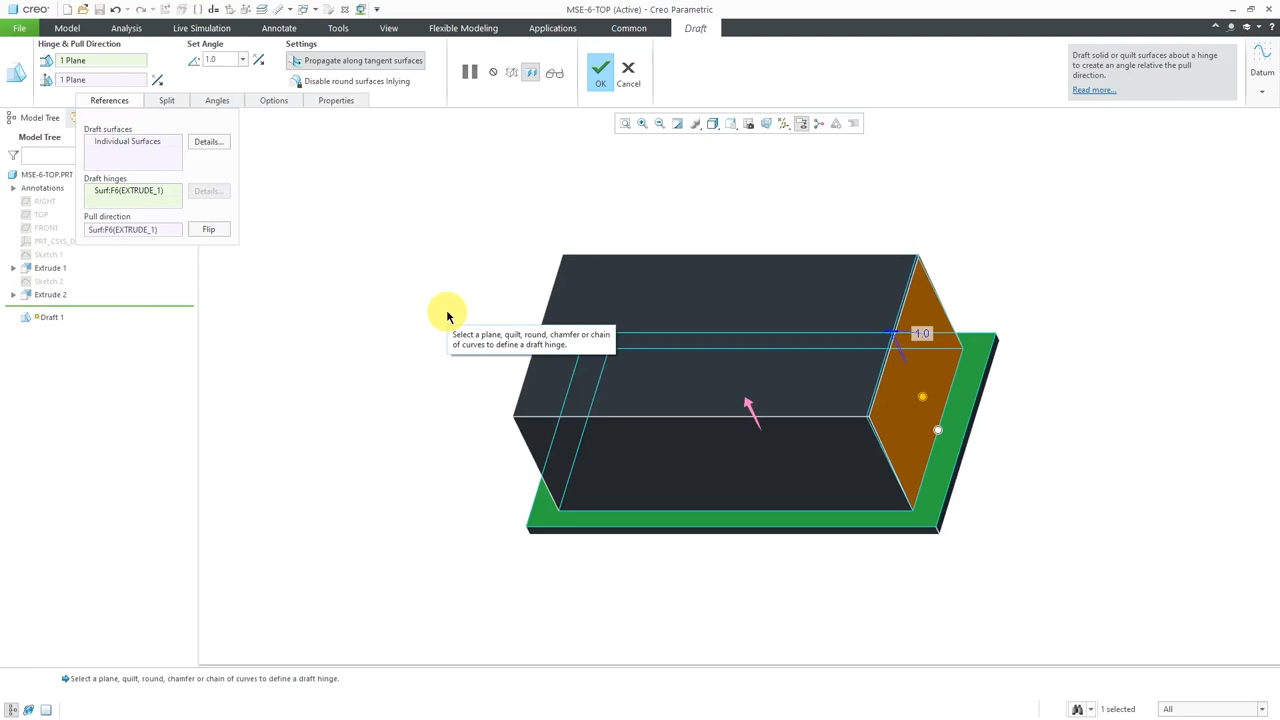 creo
MSE-6-TOP (Active) - Creo Parametric
File
Model
Analysis
Live Simulation
Annotate
Tools
View
Flexible Modeling
Applications
Common
Draft
Hinge & Pull Direction
Set Angle
Settings
1 Plane
1.0
Propagate along tangent surfaces
1 Plane
Disable round surfaces Inlying
OK
Cancel
Draft solid or quilt surfaces about a hinge
to create an angle relative the pull
direction.
Read more...
Datum
References
Split
Angles
Options
Properties
Model Tree
Model Tree
Draft surfaces
Individual Surfaces
Details...
Draft hinges
Surf:F6(EXTRUDE_1)
Details...
Pull direction
Surf:F6(EXTRUDE_1)
Flip
MSE-6-TOP.PRT
Annotations
RIGHT
TOP
FRONT
PRT_CSYS_D
Sketch 1
Extrude 1
Sketch 2
Extrude 2
Draft 1
1.0
Select a plane, quilt, round, chamfer or chain
of curves to define a draft hinge.
Select a plane, quilt, round, chamfer or chain of curves to define a draft hinge.
1 selected
All